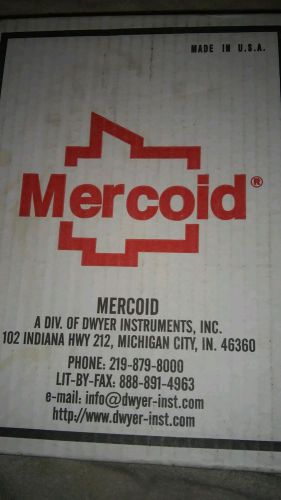 MADE IN U.S.A.
Mercoid®
MERCOID
A DIV. OF DWYER INSTRUMENTS, INC.
102 INDIANA HWY 212, MICHIGAN CITY, IN. 46360
PHONE: 219-879-8000
LIT-BY-FAX: 888-891-4963
e-mail: info@dwyer-inst.com
http://www.dwyer-inst.com